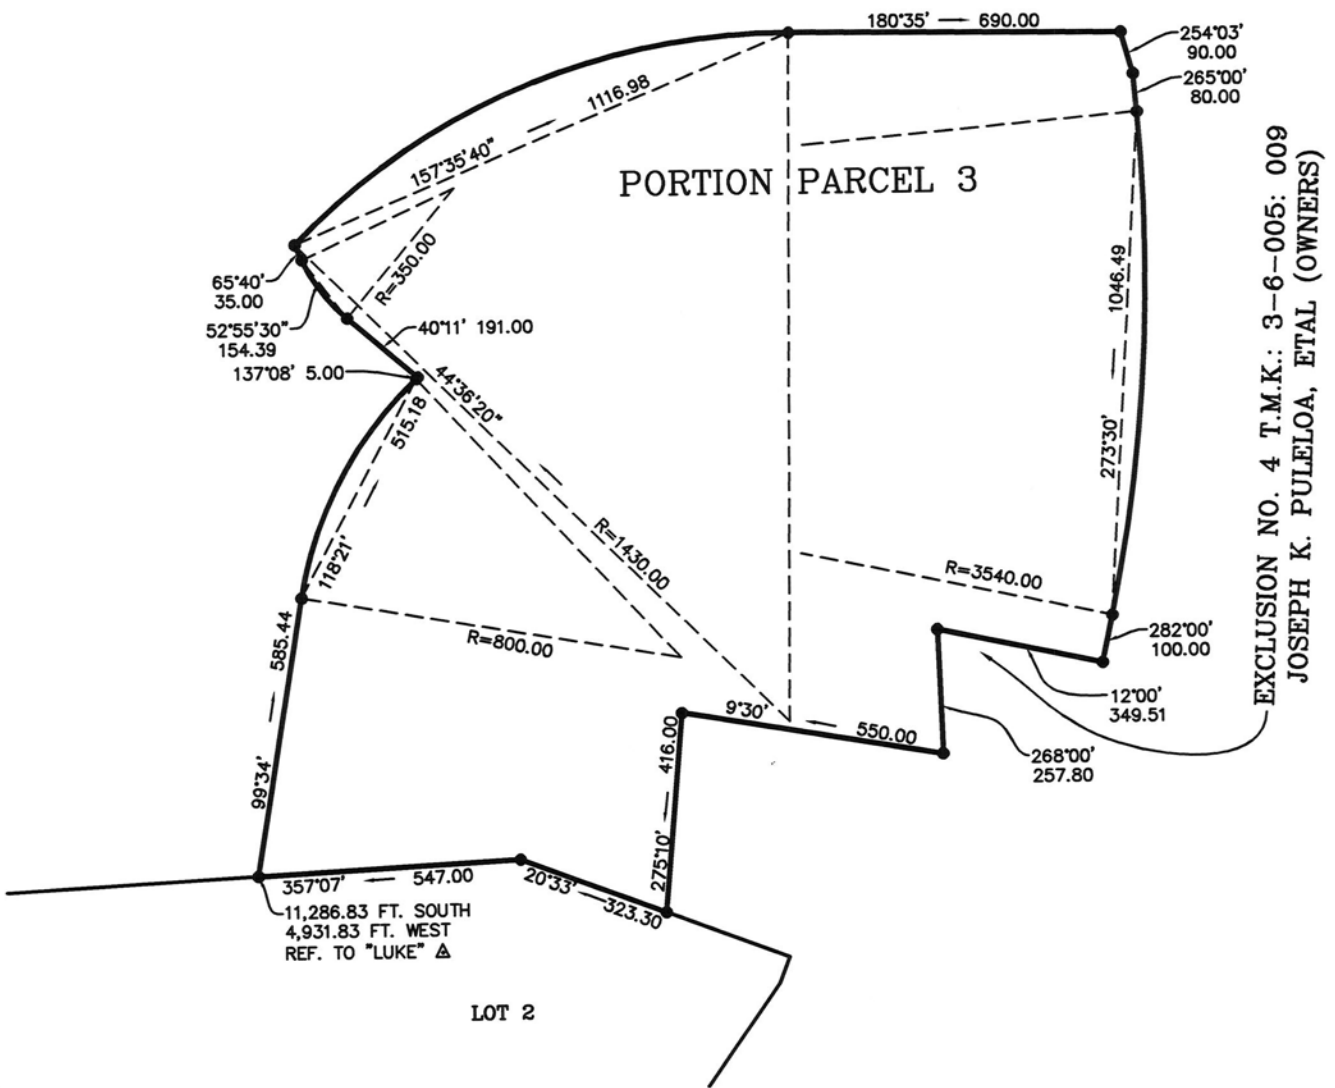 180°35' 690.00
254°03'
90.00
265°00'
80.00
1116.98
157°35'40"
PORTION PARCEL 3
R=350.00
65°40'
35.00
52°55'30"
154.39
40°11' 191.00
137°08' 5.00
44°36'20"
515.18
118°21'
1046.49
273°30'
R=1430.00
R=3540.00
R=800.00
585.44
99°34'
282°00'
100.00
12°00'
349.51
268°00'
257.80
9°30' 550.00
416.00
275°10'
20°33' 323.30
357°07' 547.00
11,286.83 FT. SOUTH
4,931.83 FT. WEST
REF. TO "LUKE"
LOT 2
EXCLUSION NO. 4 T.M.K.: 3-6-005: 009
JOSEPH K. PULELOA, ETAL (OWNERS)